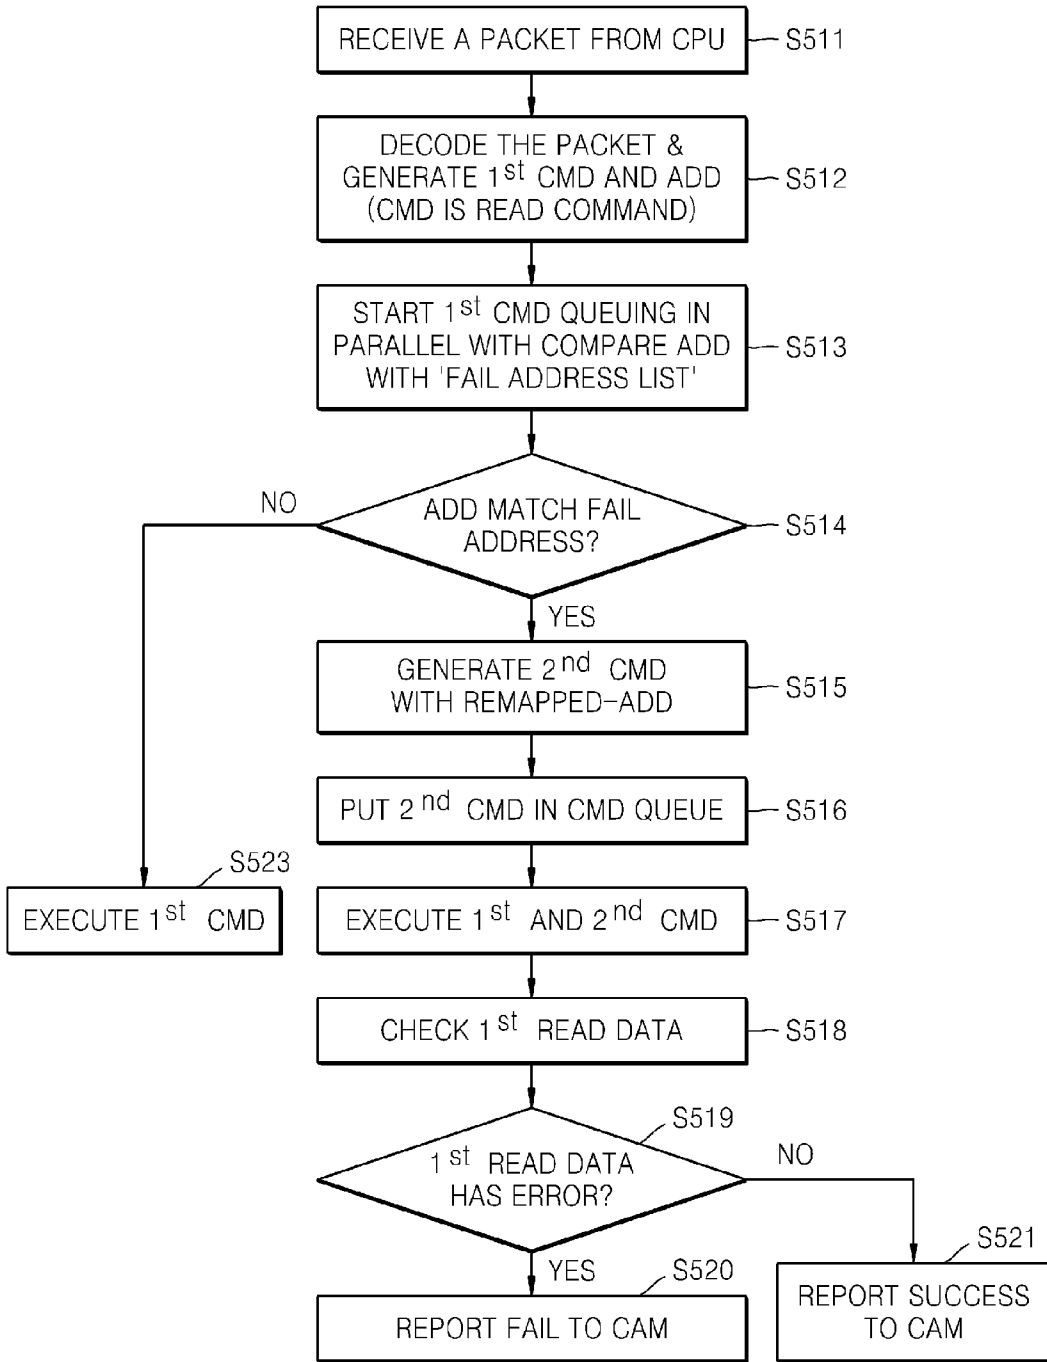 RECEIVE A PACKET FROM CPU
S511
DECODE THE PACKET &
GENERATE 1st CMD AND ADD
(CMD IS READ COMMAND)
S512
START 1st CMD QUEUING IN
PARALLEL WITH COMPARE ADD
WITH 'FAIL ADDRESS LIST'
S513
NO
ADD MATCH FAIL
ADDRESS?
S514
YES
GENERATE 2nd CMD
WITH REMAPPED-ADD
S515
PUT 2nd CMD IN CMD QUEUE
S516
S523
EXECUTE 1st CMD
EXECUTE 1st AND 2nd CMD
S517
CHECK 1st READ DATA
S518
S519
1st READ DATA
HAS ERROR?
NO
YES
S520
S521
REPORT FAIL TO CAM
REPORT SUCCESS
TO CAM